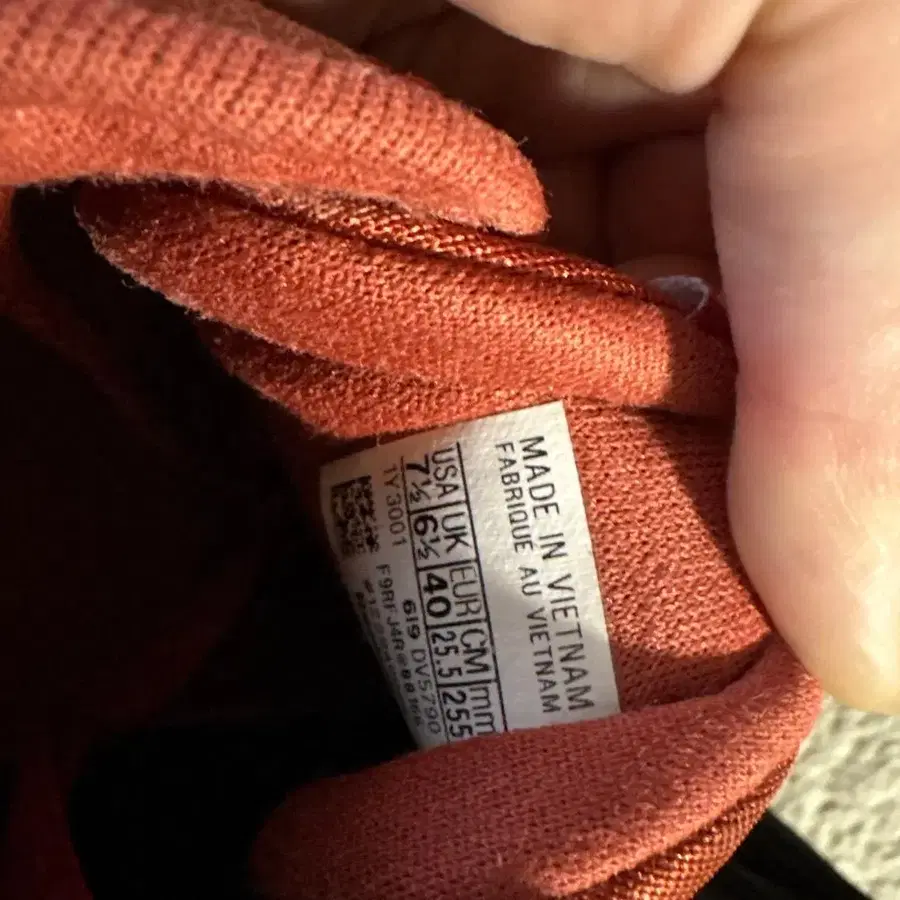 MADE IN VIETNAM
FABRIQUÉ AU VIETNAM
USA UK EUR CM mm
7½ 6½ 40 25.5 255
1Y3001 619 DV5790